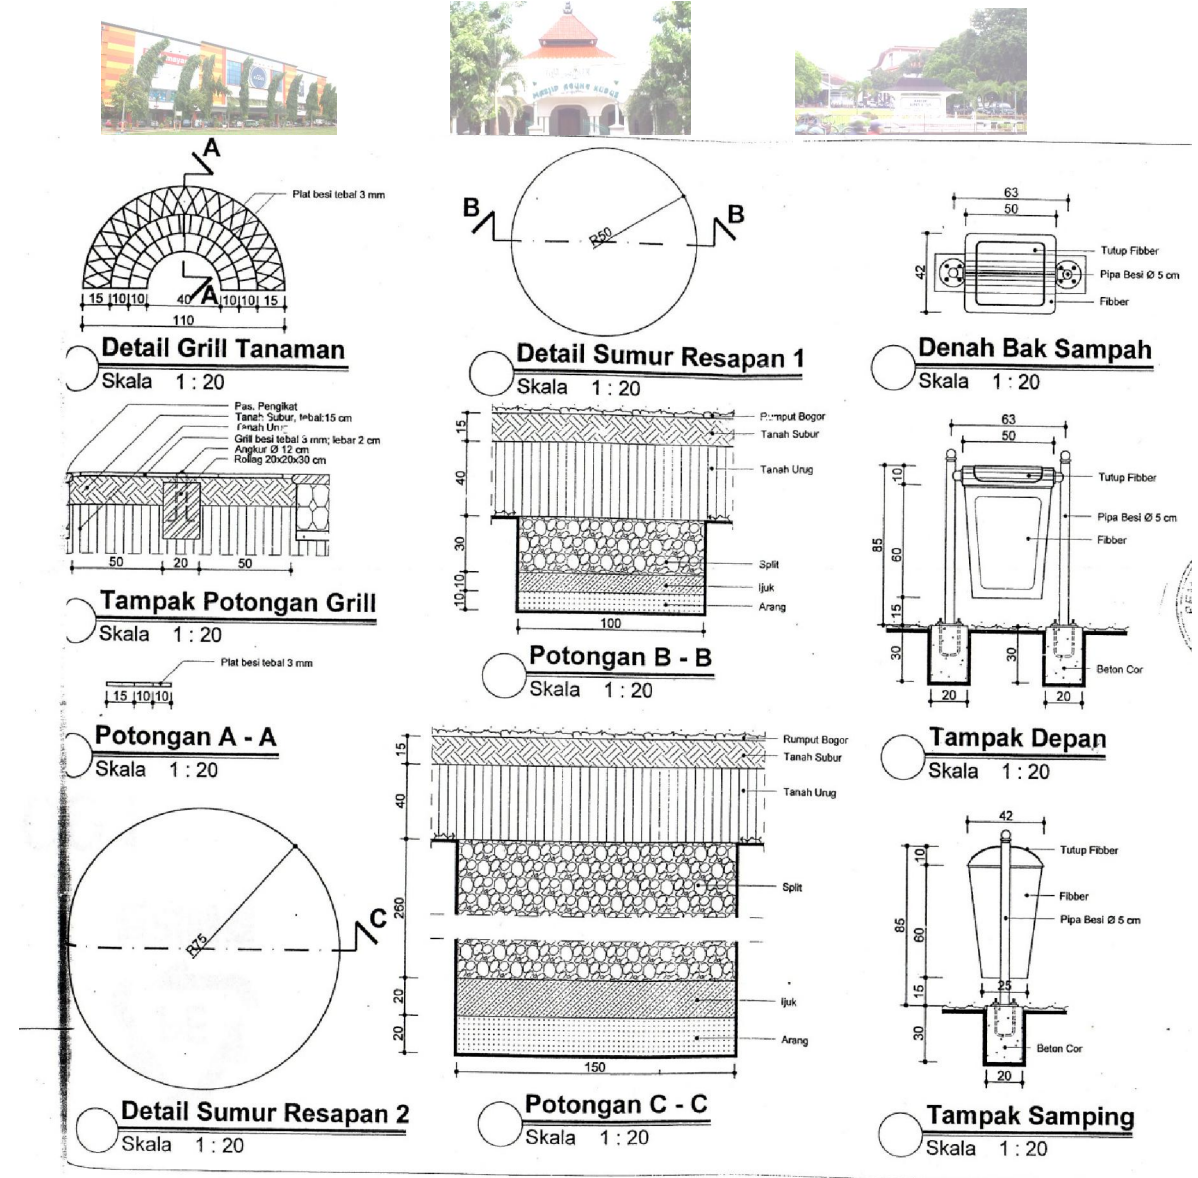 MASJID AGUNG KUDUS
A
Plat besi tebal 3 mm
A
15 10 10 40 10 10 15
110
Detail Grill Tanaman
Skala 1 : 20
Pas. Pengikat
Tanah Subur, tebal:15 cm
Tanah Urug
Grill besi tebal 3 mm; lebar 2 cm
Angkur Ø 12 cm
Rollag 20x20x30 cm
50 20 50
Tampak Potongan Grill
Skala 1 : 20
Plat besi tebal 3 mm
15 10 10
Potongan A - A
Skala 1 : 20
R75
C
Detail Sumur Resapan 2
Skala 1 : 20
B B
R50
Detail Sumur Resapan 1
Skala 1 : 20
Rumput Bogor
15
Tanah Subur
40
Tanah Urug
30
Split
10
Ijuk
10
Arang
100
Potongan B - B
Skala 1 : 20
Rumput Bogor
15
Tanah Subur
40
Tanah Urug
260
Split
20
Ijuk
20
Arang
150
Potongan C - C
Skala 1 : 20
63
50
42
Tutup Fibber
Pipa Besi Ø 5 cm
Fibber
Denah Bak Sampah
Skala 1 : 20
63
50
10
Tutup Fibber
Pipa Besi Ø 5 cm
85
60
Fibber
15
30
30
Beton Cor
20 20
Tampak Depan
Skala 1 : 20
42
10
Tutup Fibber
85
60
Fibber
Pipa Besi Ø 5 cm
15
25
30
Beton Cor
20
Tampak Samping
Skala 1 : 20